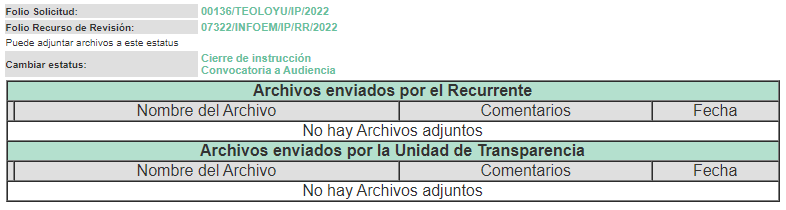 Folio Solicitud: 00136/TEOLOYU/IP/2022
Folio Recurso de Revisión: 07322/INFOEM/IP/RR/2022
Puede adjuntar archivos a este estatus
Cambiar estatus: Cierre de instrucción
Convocatoria a Audiencia
Archivos enviados por el Recurrente
Nombre del Archivo Comentarios Fecha
No hay Archivos adjuntos
Archivos enviados por la Unidad de Transparencia
Nombre del Archivo Comentarios Fecha
No hay Archivos adjuntos